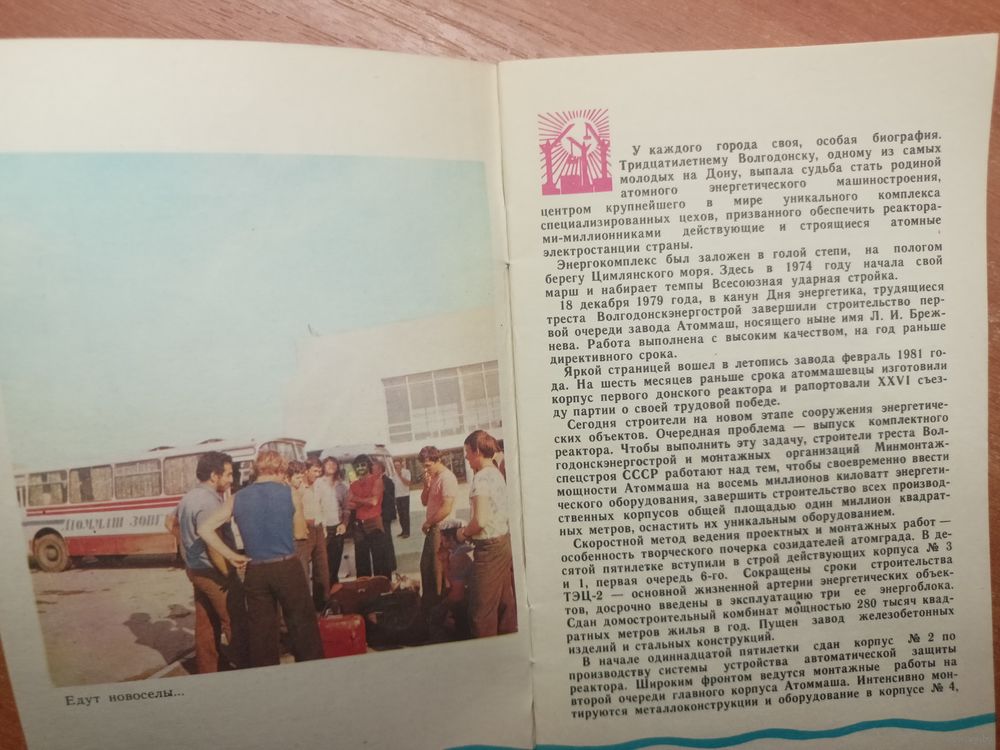 Едут новоселы...
У каждого города своя, особая биография.
Тридцатилетнему Волгодонску, одному из самых
молодых на Дону, выпала судьба стать родиной
атомного энергетического машиностроения,
центром крупнейшего в мире уникального комплекса
специализированных цехов, призванного обеспечить реактора-
ми-миллионниками действующие и строящиеся атомные
электростанции страны.
Энергокомплекс был заложен в голой степи, на пологом
берегу Цимлянского моря. Здесь в 1974 году начала свой
марш и набирает темпы Всесоюзная ударная стройка.
18 декабря 1979 года, в канун Дня энергетика, трудящиеся
треста Волгодонскэнергострой завершили строительство пер-
вой очереди завода Атоммаш, носящего ныне имя Л. И. Бреж-
нева. Работа выполнена с высоким качеством, на год раньше
директивного срока.
Яркой страницей вошел в летопись завода февраль 1981 го-
да. На шесть месяцев раньше срока атоммашевцы изготовили
корпус первого донского реактора и рапортовали XXVI съез-
ду партии о своей трудовой победе.
Сегодня строители на новом этапе сооружения энергетиче-
ских объектов. Очередная проблема — выпуск комплектного
реактора. Чтобы выполнить эту задачу, строители треста Вол-
годонскэнергострой и монтажных организаций Минмонтаж-
спецстроя СССР работают над тем, чтобы своевременно ввести
мощности Атоммаша на восемь миллионов киловатт энергети-
ческого оборудования, завершить строительство всех производ-
ственных корпусов общей площадью один миллион квадрат-
ных метров, оснастить их уникальным оборудованием.
Скоростной метод ведения проектных и монтажных работ —
особенность творческого почерка созидателей атомграда. В де-
сятой пятилетке вступили в строй действующих корпуса № 3
и 1, первая очередь 6-го. Сокращены сроки строительства
ТЭЦ-2 — основной жизненной артерии энергетических объек-
тов, досрочно введены в эксплуатацию три ее энергоблока.
Сдан домостроительный комбинат мощностью 280 тысяч квад-
ратных метров жилья в год. Пущен завод железобетонных
изделий и стальных конструкций.
В начале одиннадцатой пятилетки сдан корпус № 2 по
производству системы устройства автоматической защиты
реактора. Широким фронтом ведутся монтажные работы на
второй очереди главного корпуса Атоммаша. Интенсивно мон-
тируются металлоконструкции и оборудование в корпусе № 4,